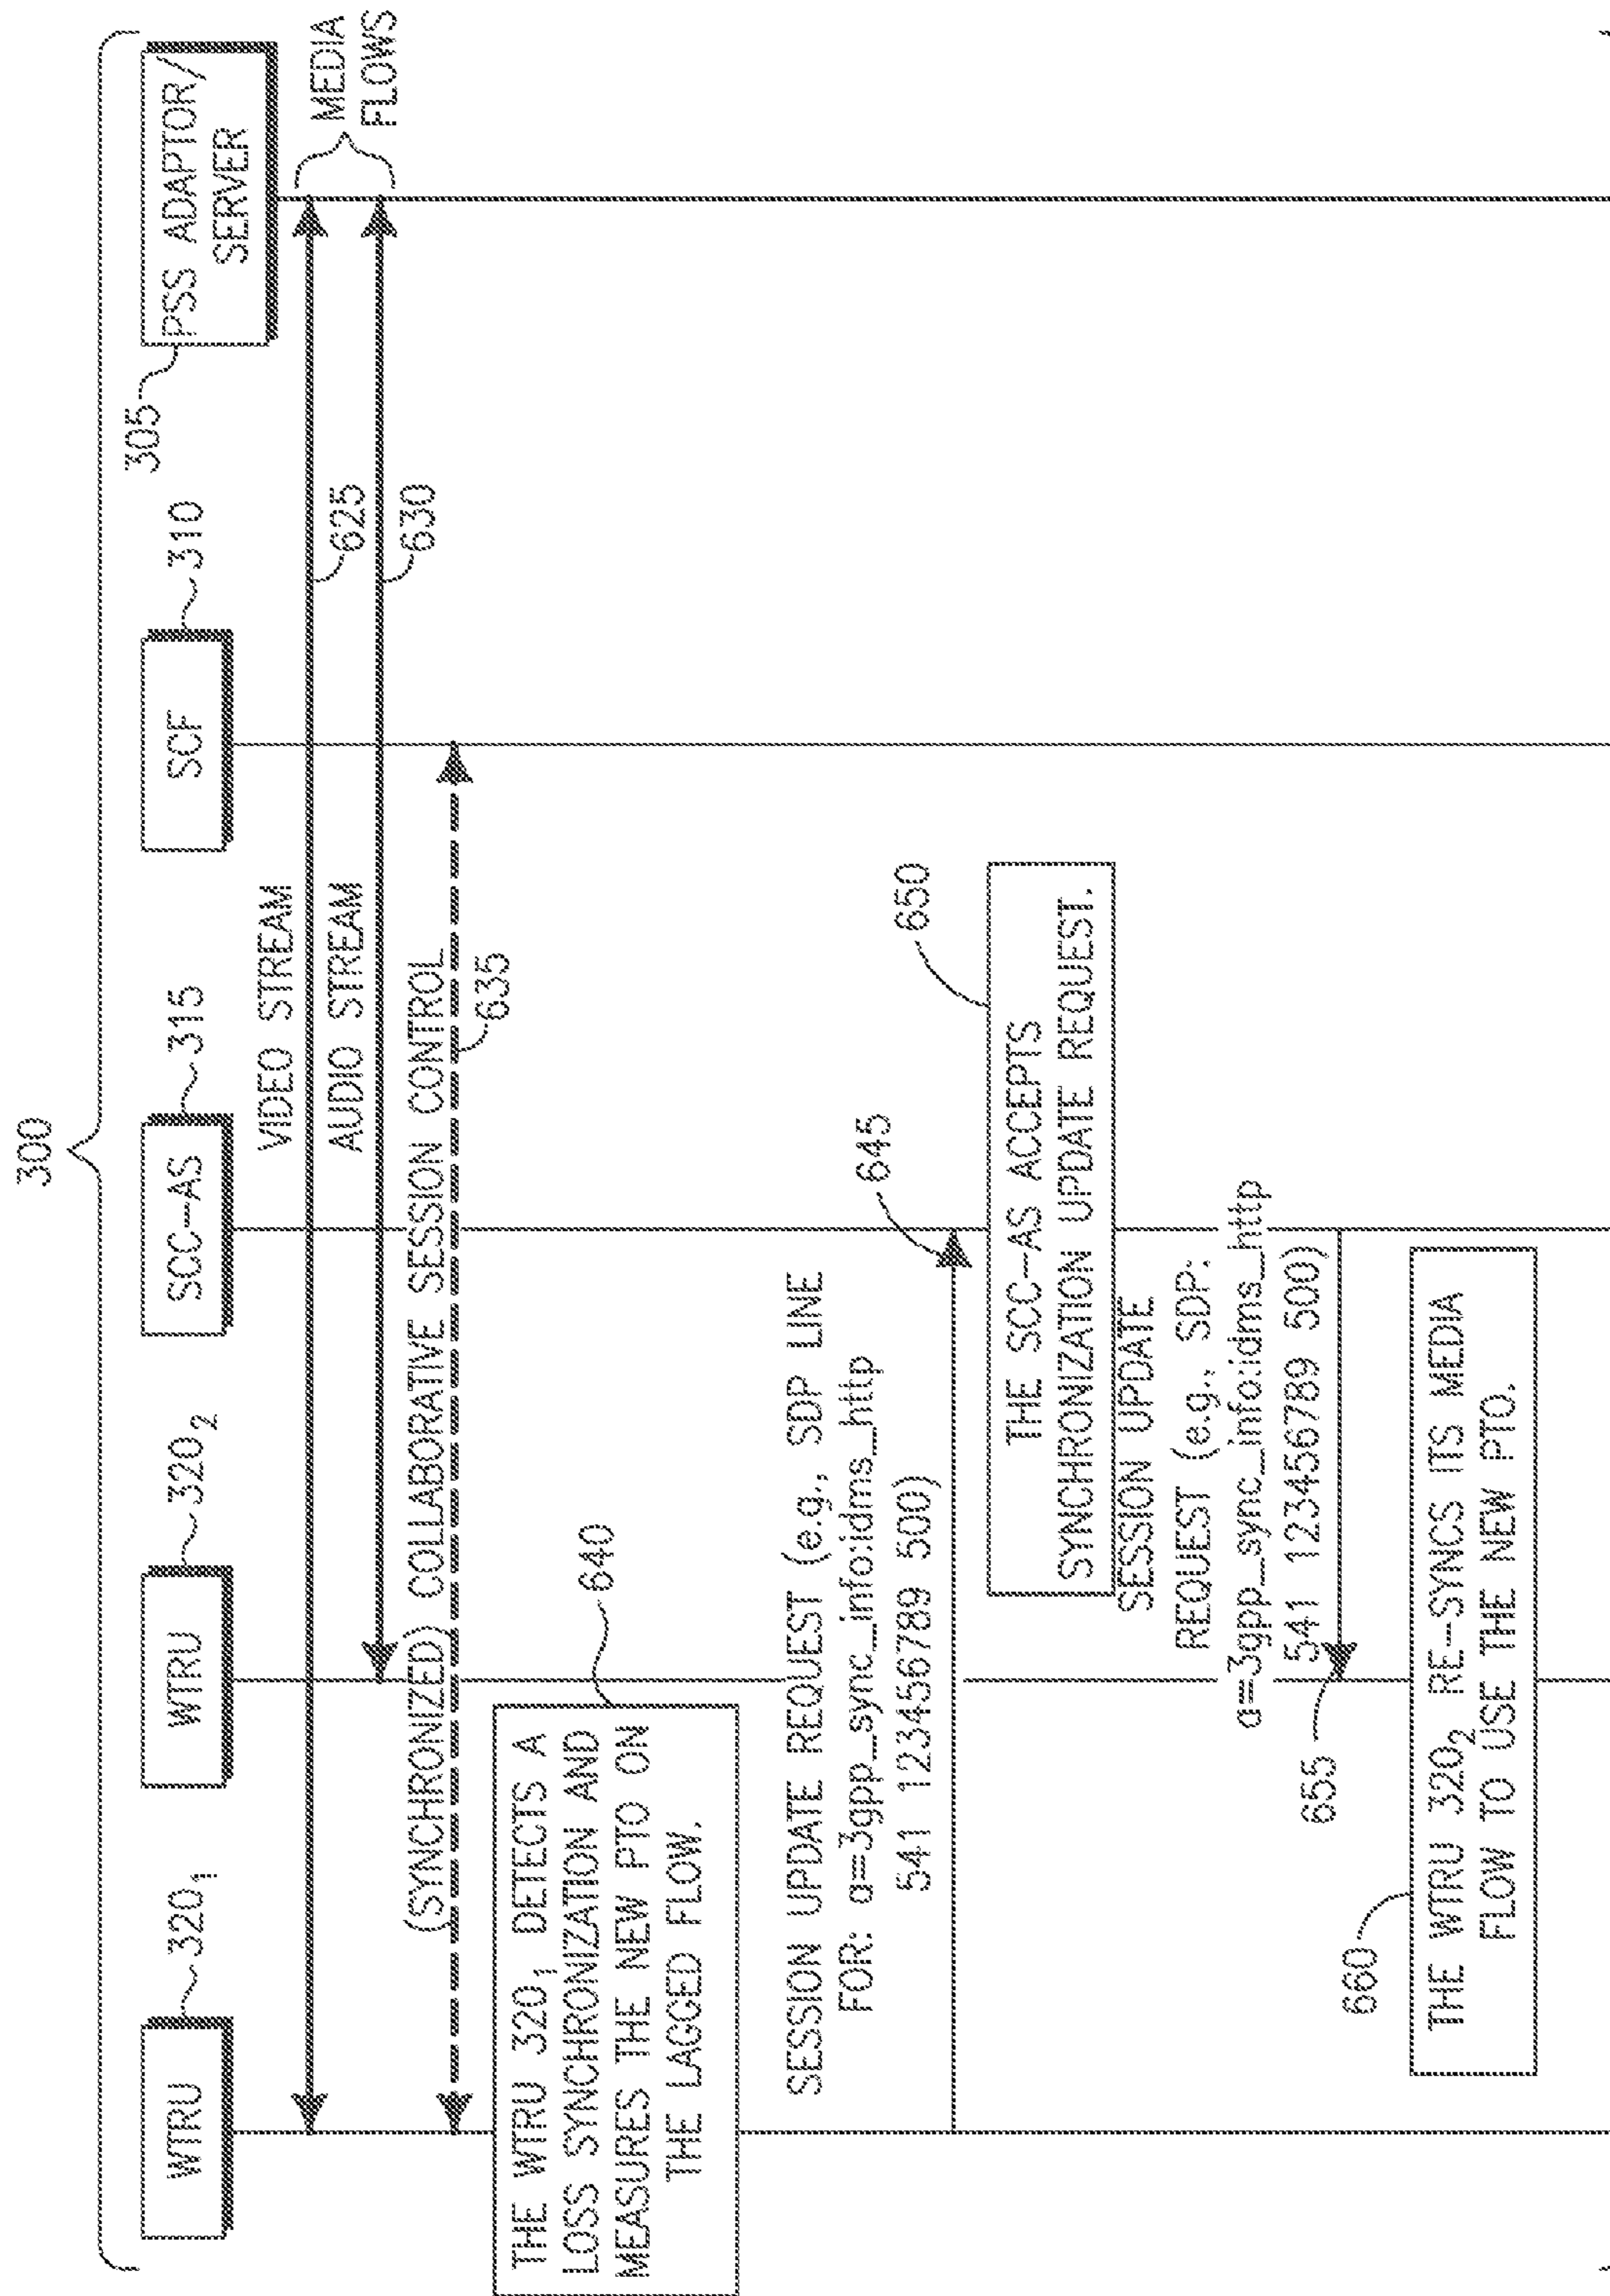 300
WTRU
320₁
WTRU
320₂
SCC-AS
315
SCF
310
PSS ADAPTOR/
SERVER
305
VIDEO STREAM
625
MEDIA
FLOWS
AUDIO STREAM
630
(SYNCHRONIZED) COLLABORATIVE SESSION CONTROL
635
THE WTRU 320₁ DETECTS A
LOSS SYNCHRONIZATION AND
MEASURES THE NEW PTO ON
THE LAGGED FLOW.
640
SESSION UPDATE REQUEST (e.g., SDP LINE
FOR: a=3gpp_sync_info:idms_http
541 123456789 500)
645
THE SCC-AS ACCEPTS
SYNCHRONIZATION UPDATE REQUEST.
650
SESSION UPDATE
REQUEST (e.g., SDP:
a=3gpp_sync_info:idms_http
541 123456789 500)
655
THE WTRU 320₂ RE-SYNCS ITS MEDIA
FLOW TO USE THE NEW PTO.
660